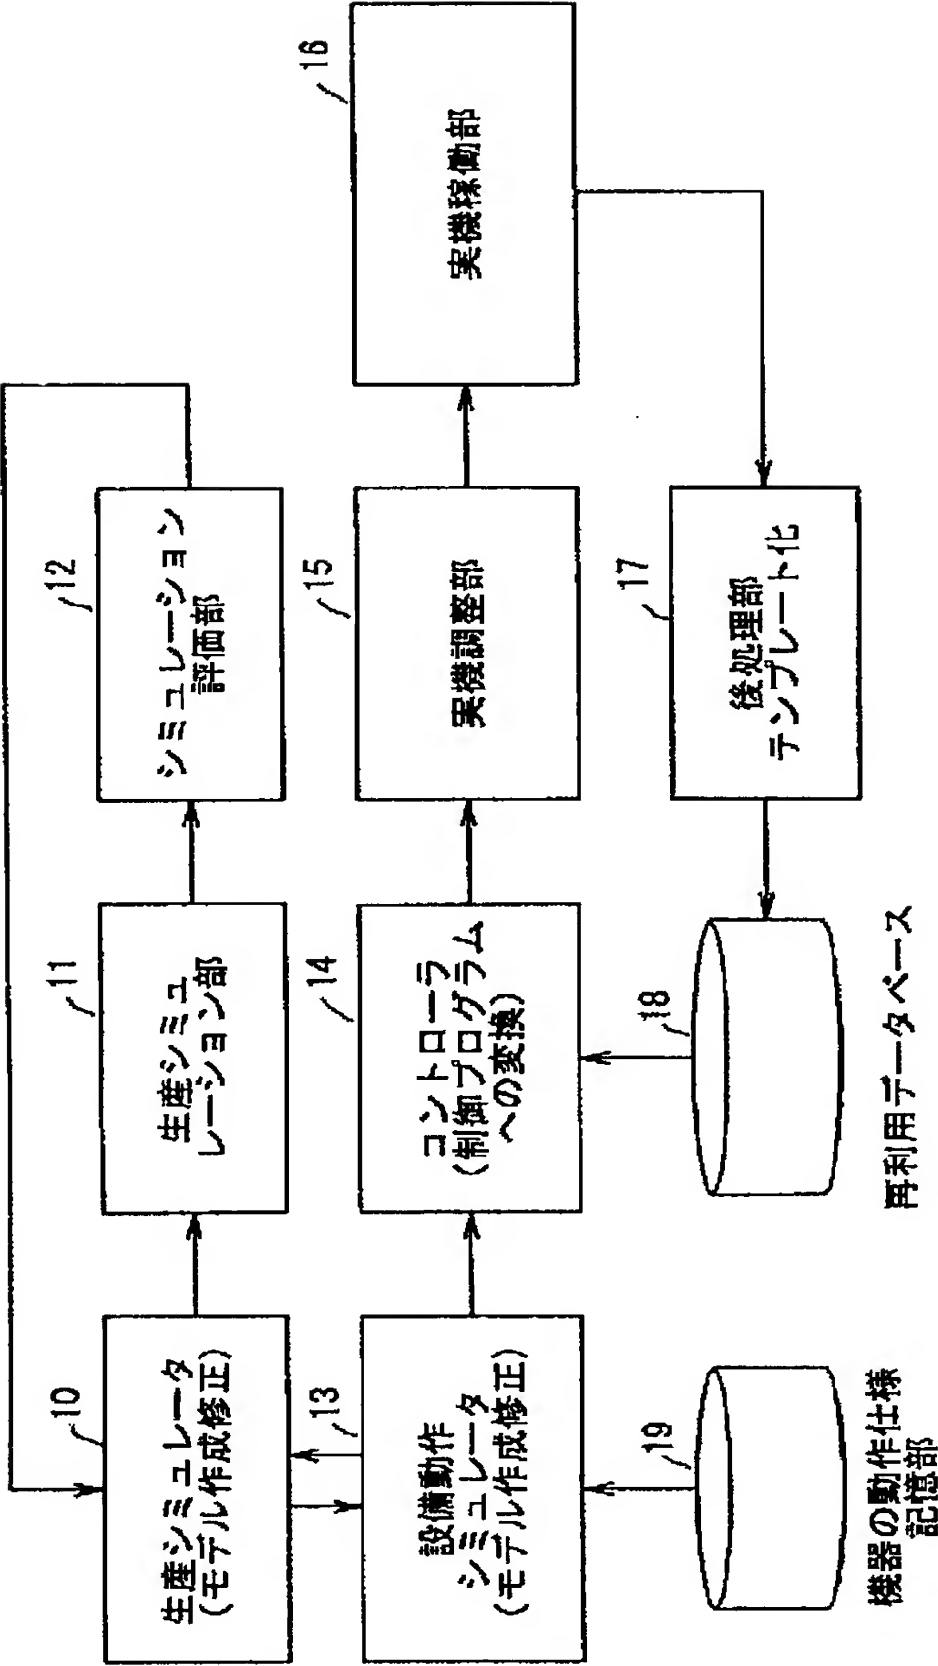 10
生産シミュレータ
(モデル作成修正)
11
生産シミュ
レーション部
12
シミュレーション
評価部
13
設備動作
シミュレータ
(モデル作成修正)
14
コントローラ
(制御プログラム
への変換)
15
実機調整部
16
実機稼働部
17
後処理部
テンプレート化
18
再利用データベース
19
機器の動作仕様
記憶部